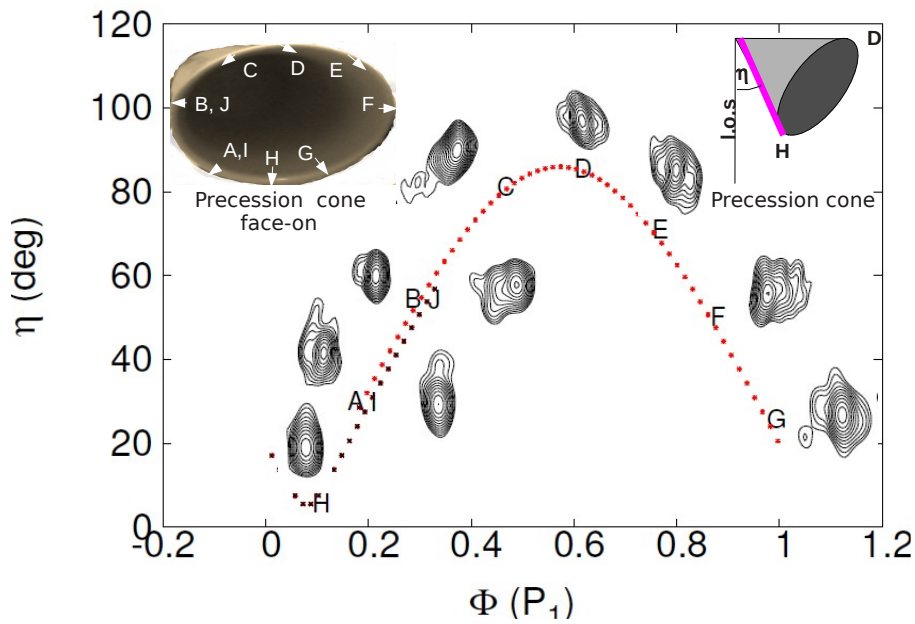 120
100
80
60
40
20
0
-0.2
0
0.2
0.4
0.6
0.8
1
1.2
η (deg)
Φ (P1)
C
D
E
B, J
F
A,I
H
G
Precession cone
face-on
D
η
l.o.s
H
Precession cone
C
D
E
B J
F
A I
G
H